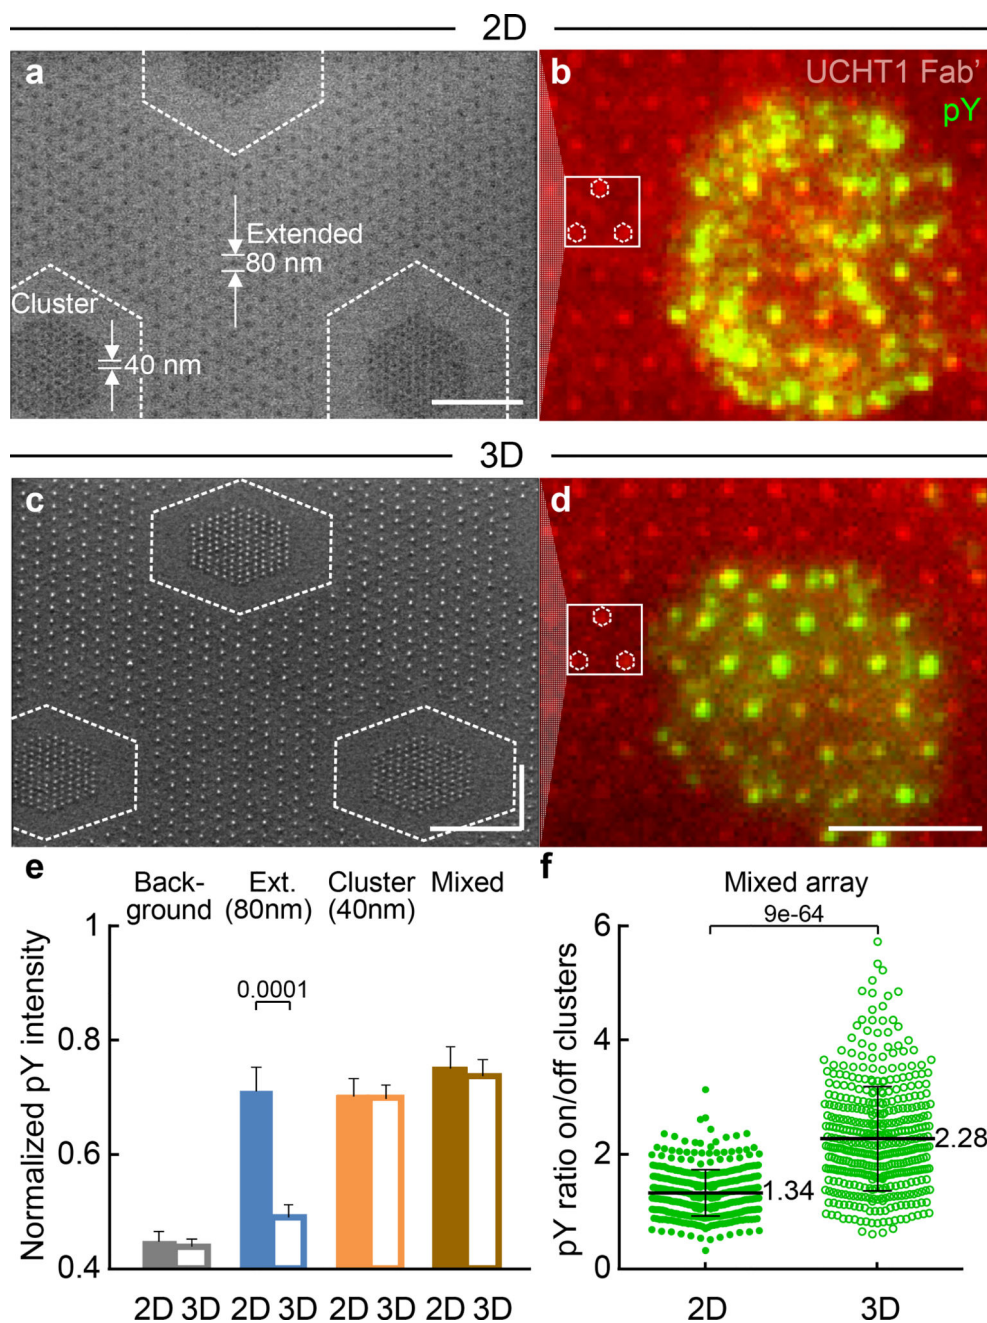 2D
a
Extended
80 nm
Cluster
40 nm
b
UCHT1 Fab'
pY
3D
c
d
e
Back-
ground
Ext.
(80nm)
Cluster
(40nm)
Mixed
Normalized pY intensity
1
0.8
0.6
0.4
0.0001
2D 3D 2D 3D 2D 3D 2D 3D
f
Mixed array
9e-64
pY ratio on/off clusters
6
4
2
0
1.34
2.28
2D 3D